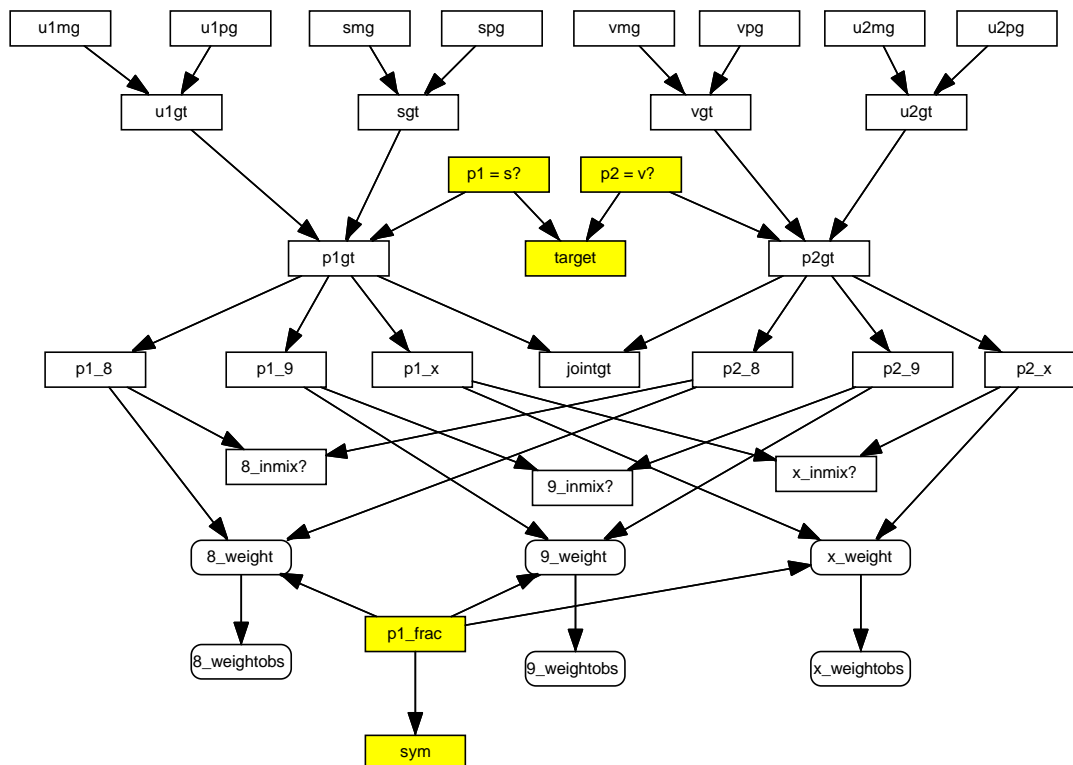 u1mg
u1pg
smg
spg
vmg
vpg
u2mg
u2pg
u1gt
sgt
vgt
u2gt
p1 = s?
p2 = v?
p1gt
target
p2gt
p1_8
p1_9
p1_x
jointgt
p2_8
p2_9
p2_x
8_inmix?
9_inmix?
x_inmix?
8_weight
9_weight
x_weight
p1_frac
8_weightobs
9_weightobs
x_weightobs
sym